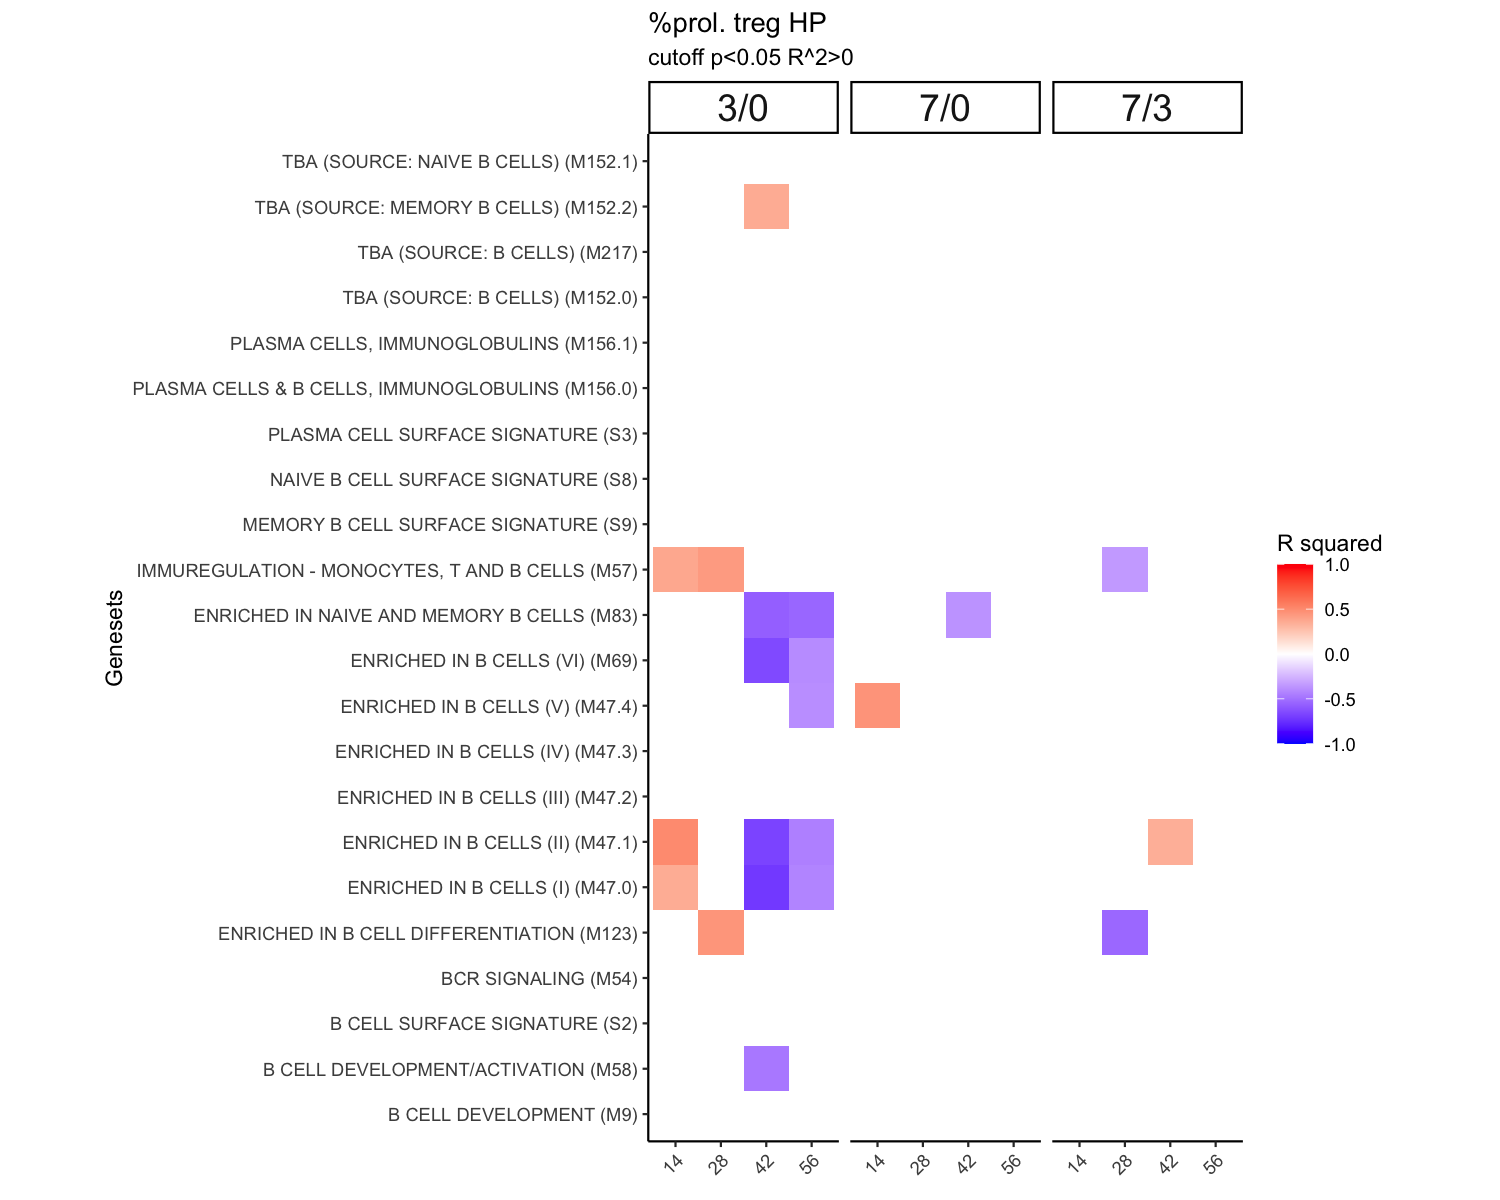 %prol. treg HP
cutoff p<0.05 R^2>0
3/0 7/0 7/3
TBA (SOURCE: NAIVE B CELLS) (M152.1)
TBA (SOURCE: MEMORY B CELLS) (M152.2)
TBA (SOURCE: B CELLS) (M217)
TBA (SOURCE: B CELLS) (M152.0)
PLASMA CELLS, IMMUNOGLOBULINS (M156.1)
PLASMA CELLS & B CELLS, IMMUNOGLOBULINS (M156.0)
PLASMA CELL SURFACE SIGNATURE (S3)
NAIVE B CELL SURFACE SIGNATURE (S8)
MEMORY B CELL SURFACE SIGNATURE (S9)
IMMUREGULATION - MONOCYTES, T AND B CELLS (M57)
ENRICHED IN NAIVE AND MEMORY B CELLS (M83)
ENRICHED IN B CELLS (VI) (M69)
ENRICHED IN B CELLS (V) (M47.4)
ENRICHED IN B CELLS (IV) (M47.3)
ENRICHED IN B CELLS (III) (M47.2)
ENRICHED IN B CELLS (II) (M47.1)
ENRICHED IN B CELLS (I) (M47.0)
ENRICHED IN B CELL DIFFERENTIATION (M123)
BCR SIGNALING (M54)
B CELL SURFACE SIGNATURE (S2)
B CELL DEVELOPMENT/ACTIVATION (M58)
B CELL DEVELOPMENT (M9)
Genesets
14 28 42 56 14 28 42 56 14 28 42 56
R squared
1.0
0.5
0.0
-0.5
-1.0